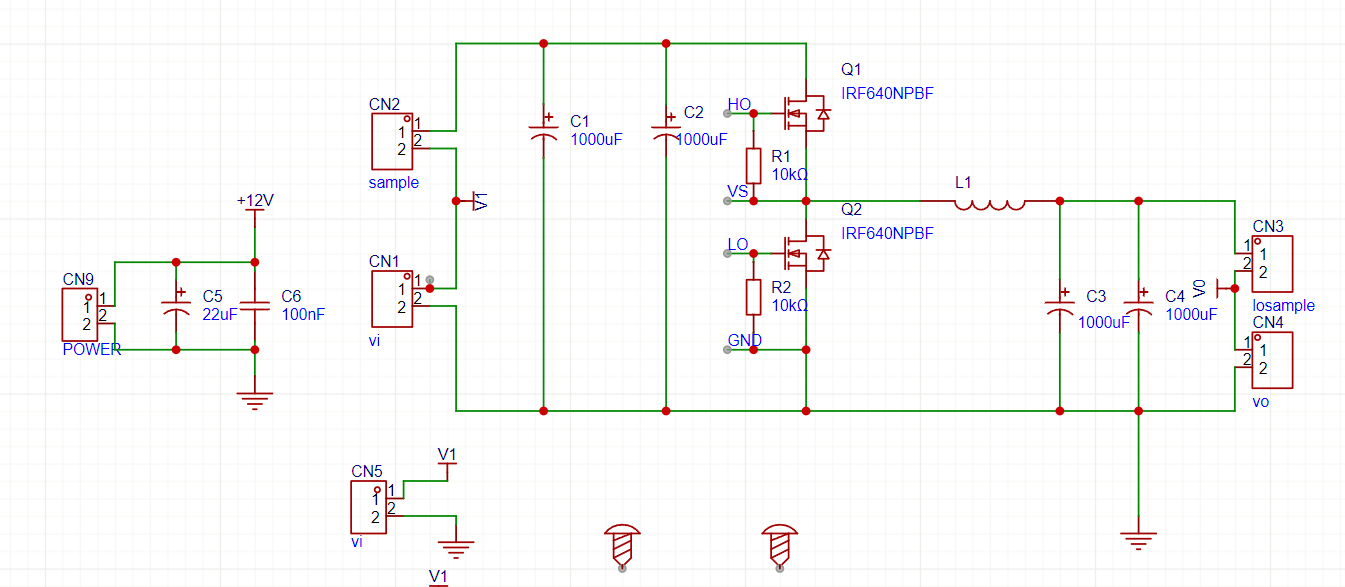 Q1
IRF640NPBF
CN2
1
1
2
2
sample
HO
C1
1000uF
C2
1000uF
R1
10kΩ
VS
V1
+12V
L1
Q2
IRF640NPBF
LO
CN3
1
1
2
2
losample
CN1
1
1
2
2
vi
CN9
1
1
2
2
POWER
C5
22uF
C6
100nF
R2
10kΩ
GND
C3
1000uF
C4
1000uF
V0
CN4
1
1
2
2
vo
V1
CN5
1
1
2
2
vi
V1